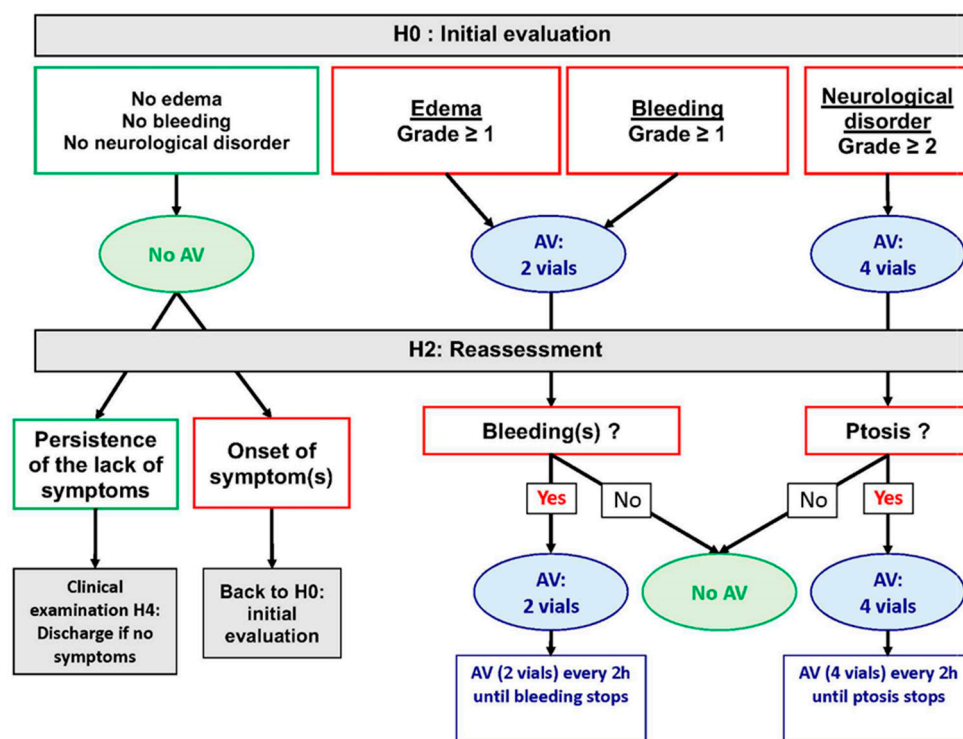 H0 : Initial evaluation
No edema
No bleeding
No neurological disorder
Edema
Grade ≥ 1
Bleeding
Grade ≥ 1
Neurological
disorder
Grade ≥ 2
No AV
AV:
2 vials
AV:
4 vials
H2: Reassessment
Persistence
of the lack of
symptoms
Onset of
symptom(s)
Bleeding(s) ?
Ptosis ?
Yes
No
No
Yes
Clinical
examination H4:
Discharge if no
symptoms
Back to H0:
initial
evaluation
AV:
2 vials
No AV
AV:
4 vials
AV (2 vials) every 2h
until bleeding stops
AV (4 vials) every 2h
until ptosis stops